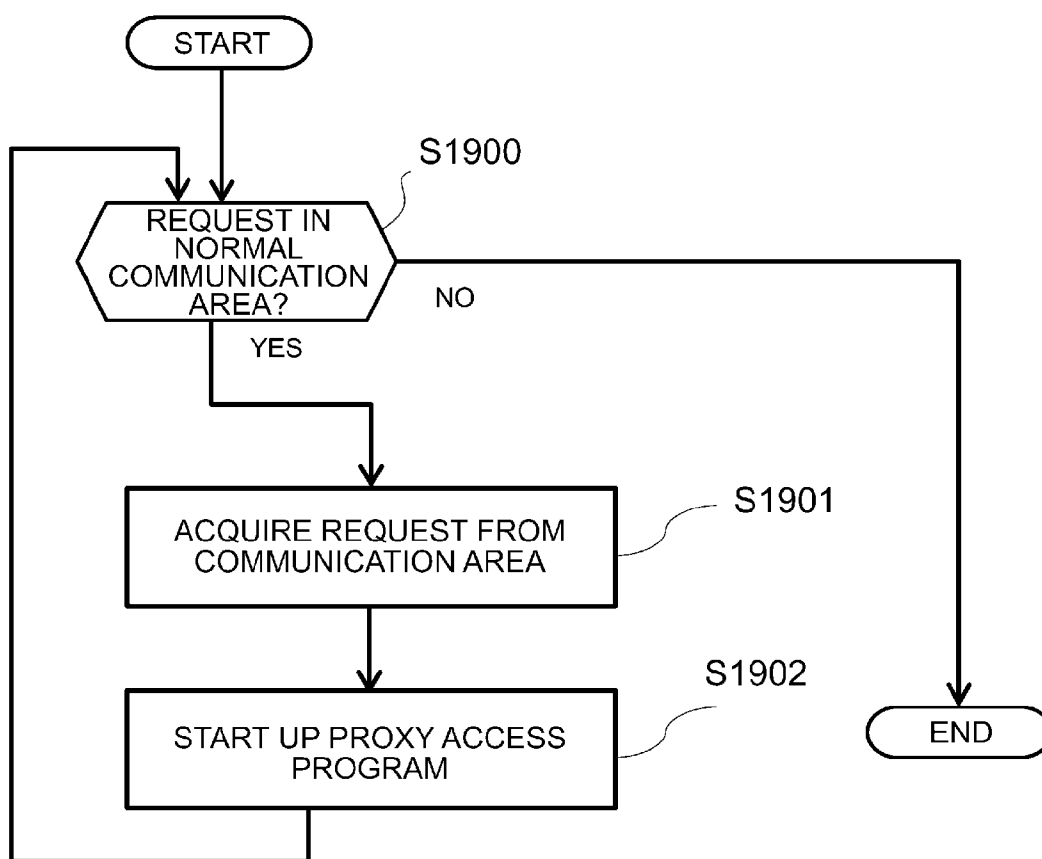 START
S1900
REQUEST IN
NORMAL
COMMUNICATION
AREA?
NO
YES
S1901
ACQUIRE REQUEST FROM
COMMUNICATION AREA
S1902
START UP PROXY ACCESS
PROGRAM
END